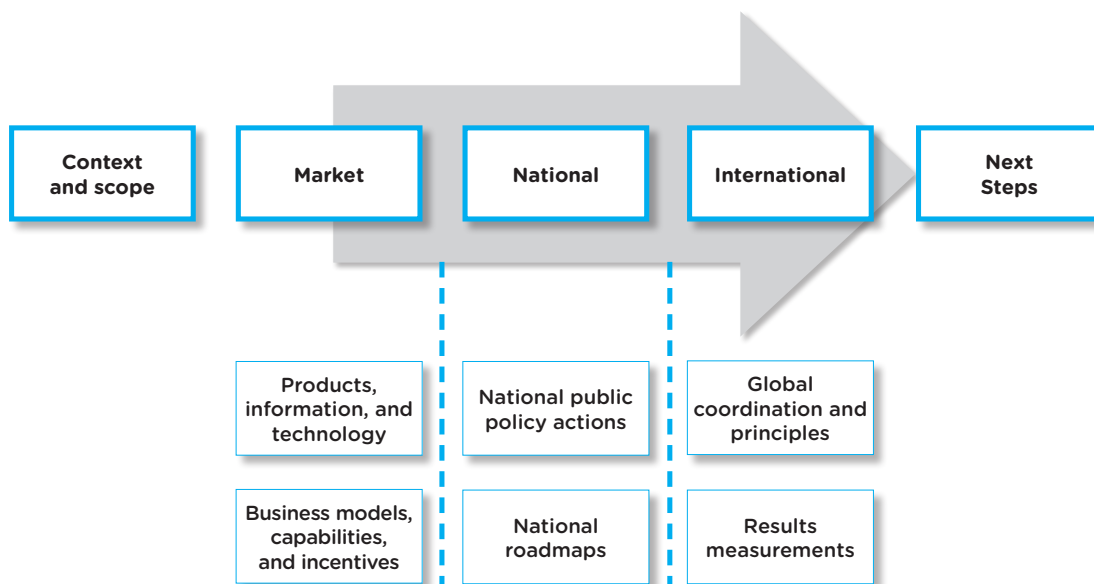 Context
and scope
Market
National
International
Next
Steps
Products,
information, and
technology
National public
policy actions
Global
coordination and
principles
Business models,
capabilities,
and incentives
National
roadmaps
Results
measurements